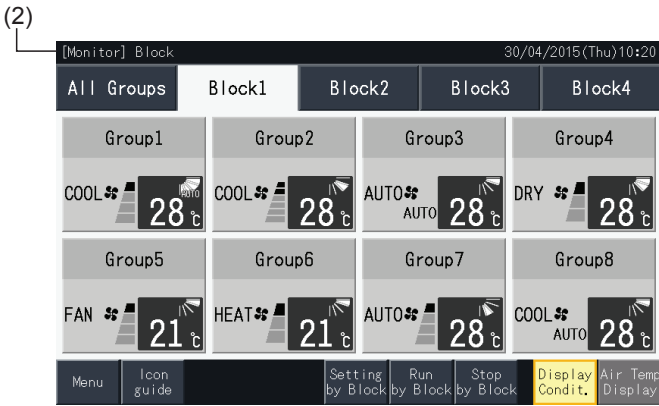 (2)
[Monitor] Block 30/04/2015(Thu)10:20
All Groups Block1 Block2 Block3 Block4
Group1 Group2 Group3 Group4
COOL AUTO 28℃ COOL 28℃ AUTO AUTO 28℃ DRY 28℃
Group5 Group6 Group7 Group8
FAN 21℃ HEAT 21℃ AUTO 28℃ COOL AUTO 28℃
Menu Icon guide Setting by Block Run by Block Stop by Block Display Condit. Air Temp Display